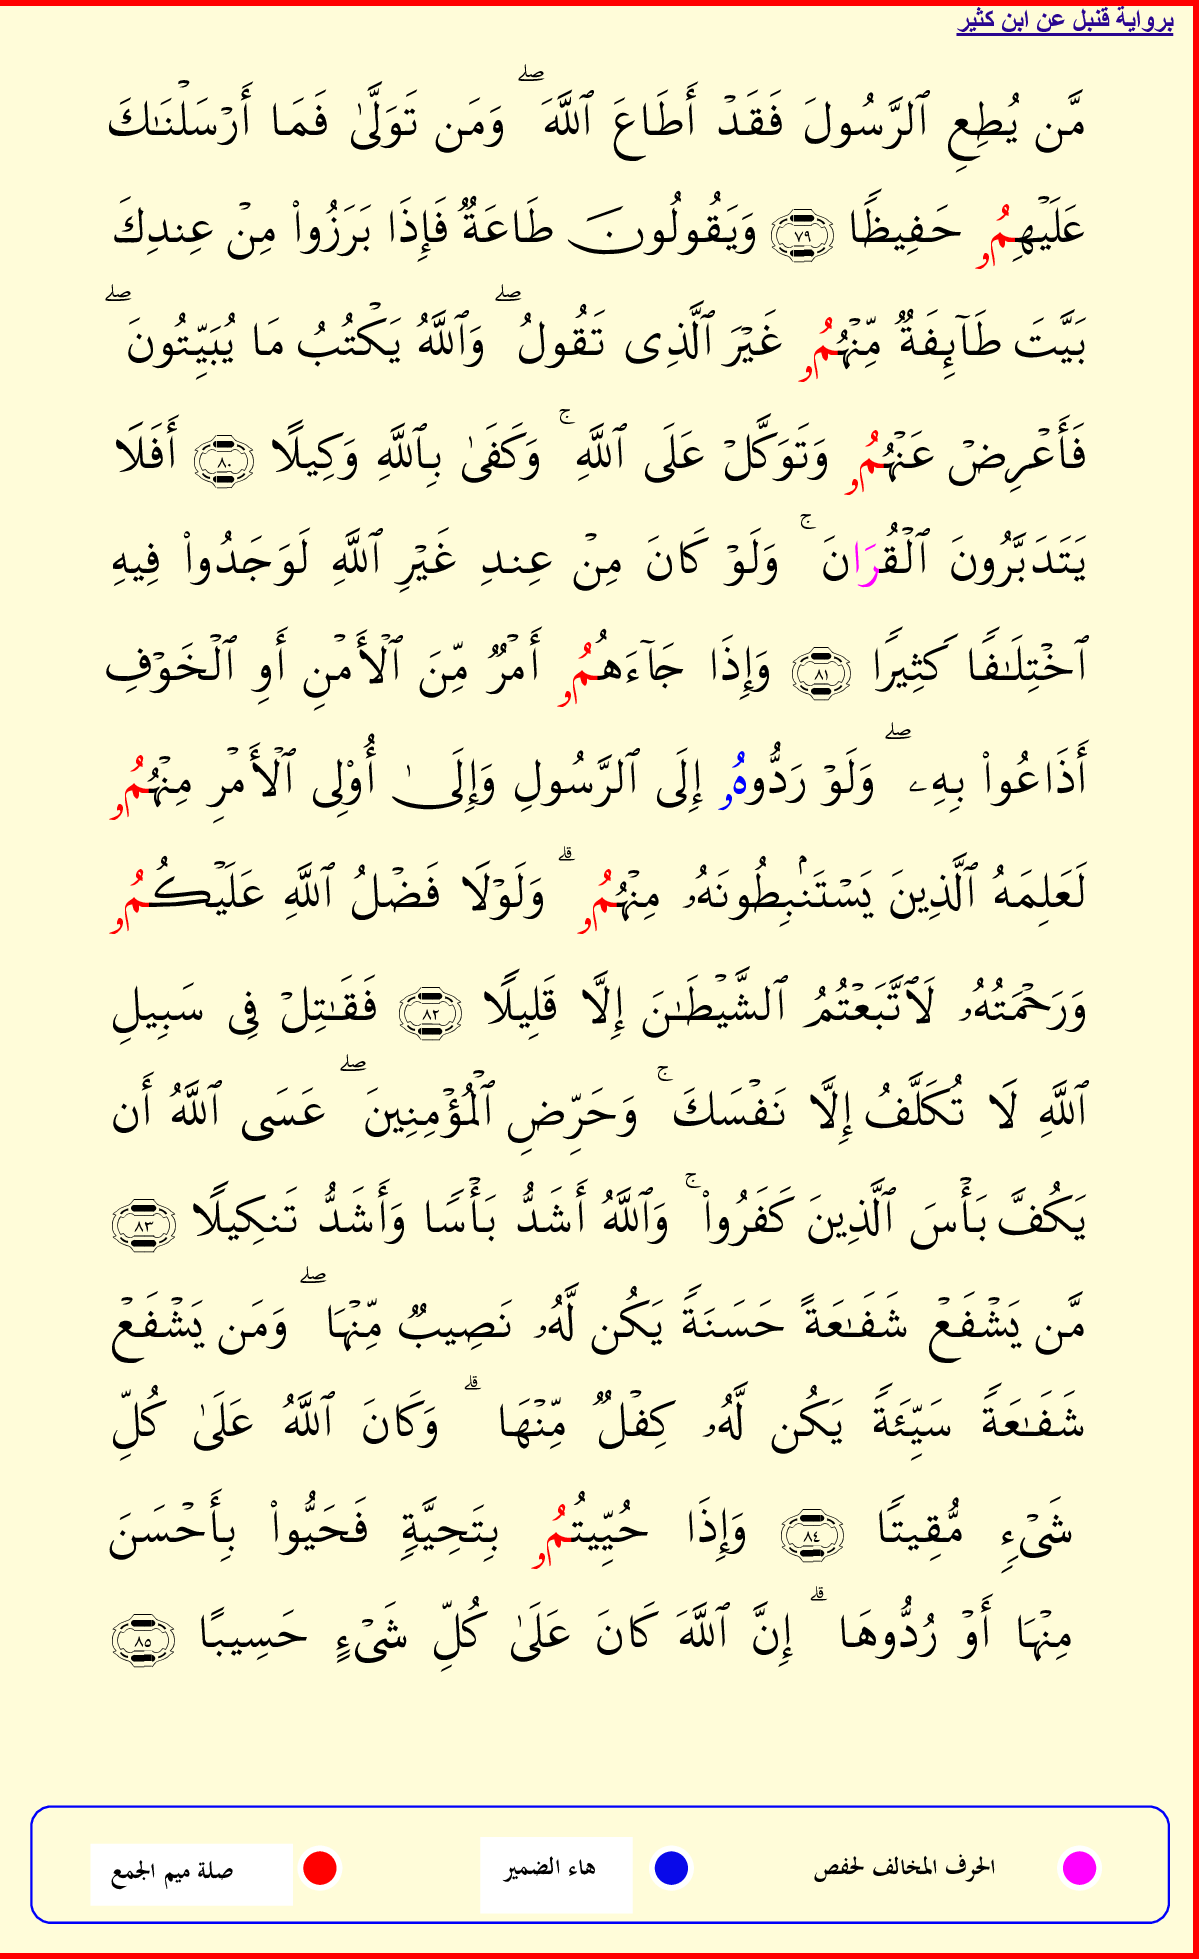 برواية قنبل عن ابن كثير
مَّن يُطِعِ ٱلرَّسُولَ فَقَدۡ أَطَاعَ ٱللَّهَۖ وَمَن تَوَلَّىٰ فَمَا أَرۡسَلۡنَٰكَ
عَلَيۡهِمُۥ حَفِيظٗا ٧٩ وَيَقُولُونَ طَاعَةٞ فَإِذَا بَرَزُواْ مِنۡ عِندِكَ
بَيَّتَ طَآئِفَةٞ مِّنۡهُمُۥ غَيۡرَ ٱلَّذِى تَقُولُۖ وَٱللَّهُ يَكۡتُبُ مَا يُبَيِّتُونَۖ
فَأَعۡرِضۡ عَنۡهُمُۥ وَتَوَكَّلۡ عَلَى ٱللَّهِۚ وَكَفَىٰ بِٱللَّهِ وَكِيلًا ٨٠ أَفَلَا
يَتَدَبَّرُونَ ٱلۡقُرَانَۚ وَلَوۡ كَانَ مِنۡ عِندِ غَيۡرِ ٱللَّهِ لَوَجَدُواْ فِيهِ
ٱخۡتِلَٰفٗا كَثِيرٗا ٨١ وَإِذَا جَآءَهُمُۥ أَمۡرٞ مِّنَ ٱلۡأَمۡنِ أَوِ ٱلۡخَوۡفِ
أَذَاعُواْ بِهِۦۖ وَلَوۡ رَدُّوهُۥ إِلَى ٱلرَّسُولِ وَإِلَىٰ أُوْلِى ٱلۡأَمۡرِ مِنۡهُمُۥ
لَعَلِمَهُ ٱلَّذِينَ يَسۡتَنۢبِطُونَهُۥ مِنۡهُمُۥۗ وَلَوۡلَا فَضۡلُ ٱللَّهِ عَلَيۡكُمُۥ
وَرَحۡمَتُهُۥ لَٱتَّبَعۡتُمُ ٱلشَّيۡطَٰنَ إِلَّا قَلِيلٗا ٨٢ فَقَٰتِلۡ فِى سَبِيلِ
ٱللَّهِ لَا تُكَلَّفُ إِلَّا نَفۡسَكَۚ وَحَرِّضِ ٱلۡمُؤۡمِنِينَۖ عَسَى ٱللَّهُ أَن
يَكُفَّ بَأۡسَ ٱلَّذِينَ كَفَرُواْۚ وَٱللَّهُ أَشَدُّ بَأۡسٗا وَأَشَدُّ تَنكِيلٗا ٨٣
مَّن يَشۡفَعۡ شَفَٰعَةً حَسَنَةٗ يَكُن لَّهُۥ نَصِيبٞ مِّنۡهَاۖ وَمَن يَشۡفَعۡ
شَفَٰعَةٗ سَيِّئَةٗ يَكُن لَّهُۥ كِفۡلٞ مِّنۡهَاۗ وَكَانَ ٱللَّهُ عَلَىٰ كُلِّ
شَىۡءٖ مُّقِيتٗا ٨٤ وَإِذَا حُيِّيتُمُۥ بِتَحِيَّةٖ فَحَيُّواْ بِأَحۡسَنَ
مِنۡهَا أَوۡ رُدُّوهَاۗ إِنَّ ٱللَّهَ كَانَ عَلَىٰ كُلِّ شَىۡءٍ حَسِيبًا ٨٥
الحرف المخالف لحفص هاء الضمير صلة ميم الجمع